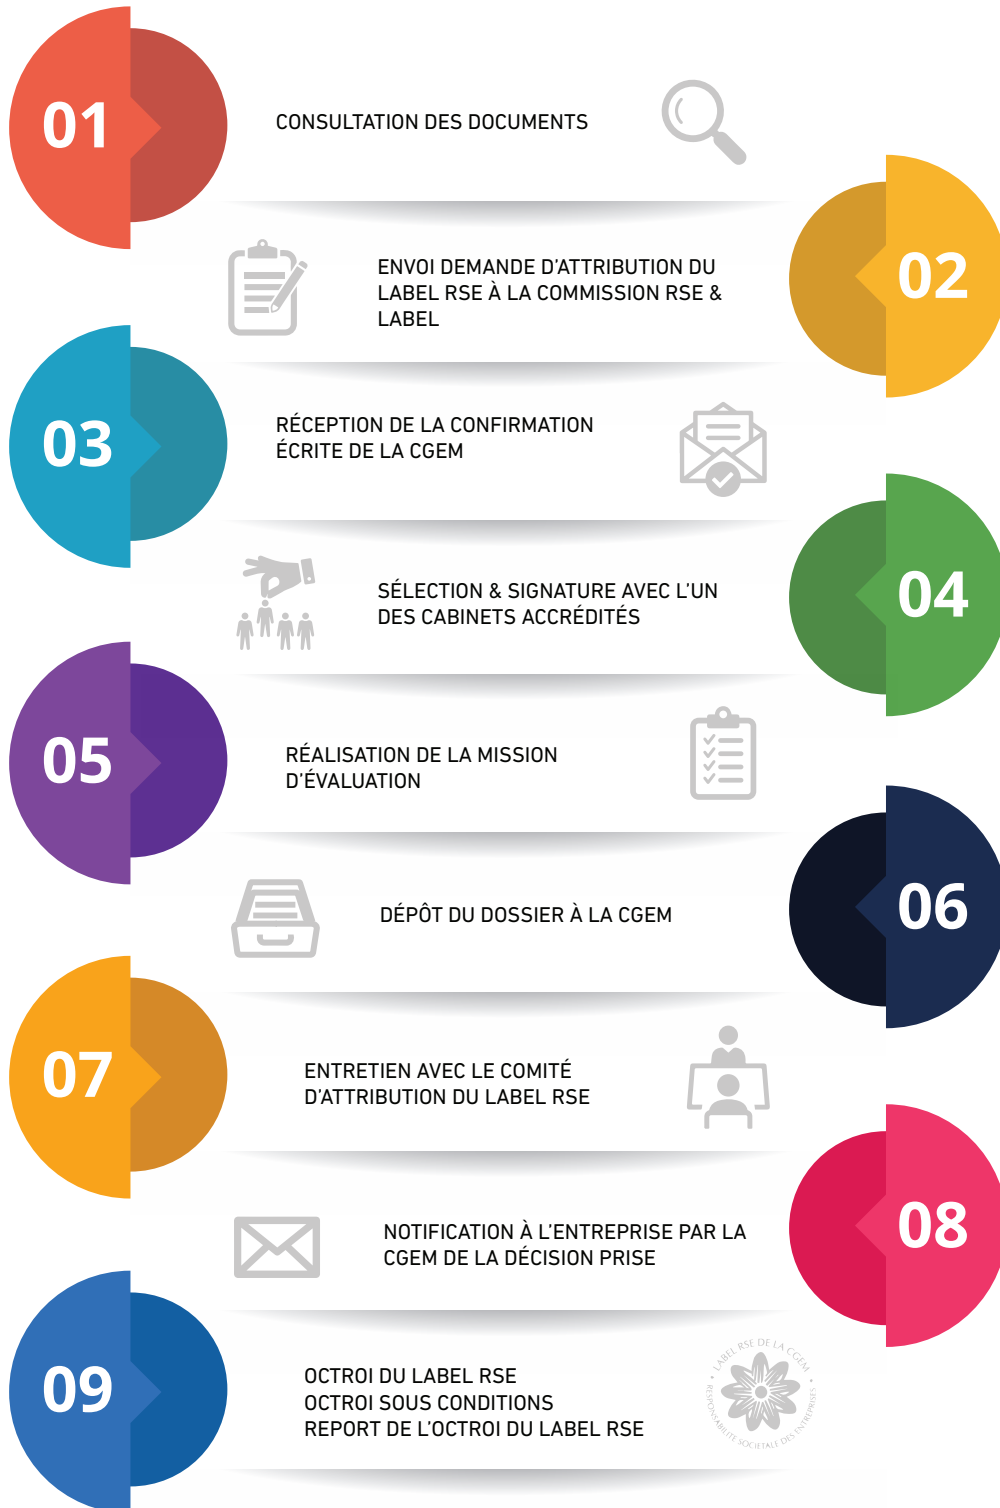 01
CONSULTATION DES DOCUMENTS
02
ENVOI DEMANDE D'ATTRIBUTION DU
LABEL RSE À LA COMMISSION RSE &
LABEL
03
RÉCEPTION DE LA CONFIRMATION
ÉCRITE DE LA CGEM
04
SÉLECTION & SIGNATURE AVEC L'UN
DES CABINETS ACCRÉDITÉS
05
RÉALISATION DE LA MISSION
D'ÉVALUATION
06
DÉPÔT DU DOSSIER À LA CGEM
07
ENTRETIEN AVEC LE COMITÉ
D'ATTRIBUTION DU LABEL RSE
08
NOTIFICATION À L'ENTREPRISE PAR LA
CGEM DE LA DÉCISION PRISE
09
OCTROI DU LABEL RSE
OCTROI SOUS CONDITIONS
REPORT DE L'OCTROI DU LABEL RSE
• LABEL RSE DE LA CGEM •
RESPONSABILITE SOCIETALE DES ENTREPRISES